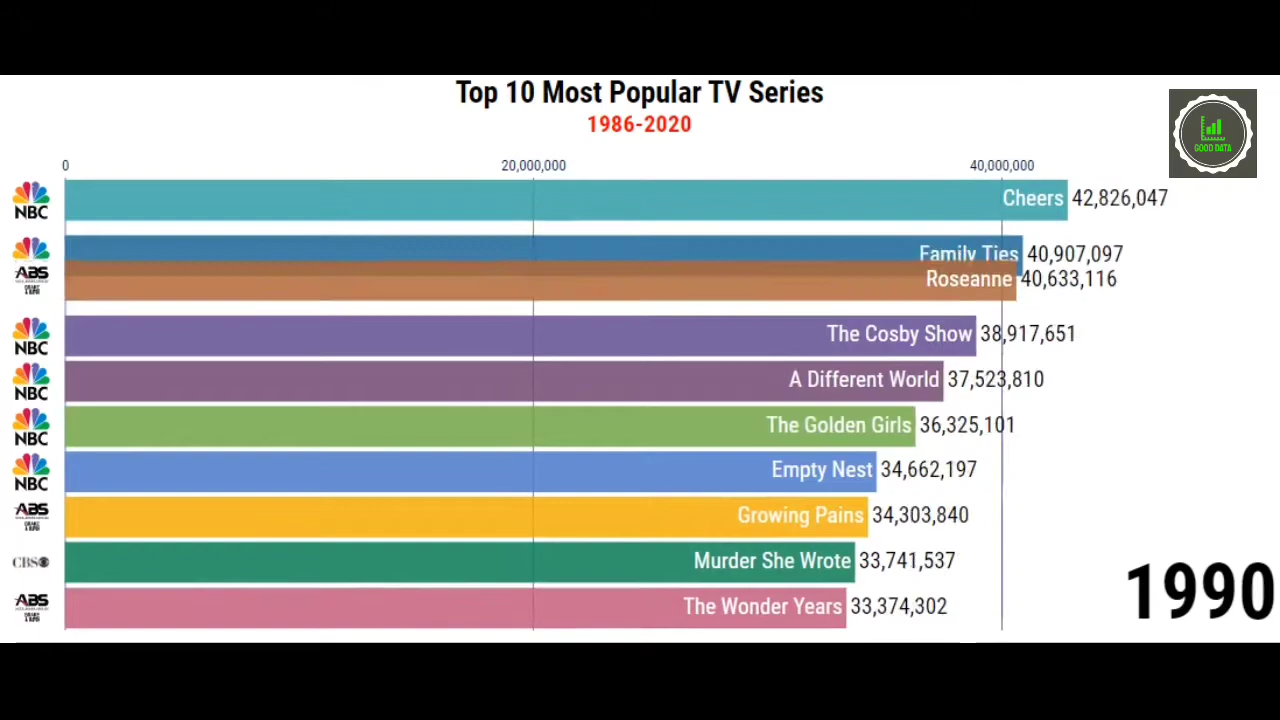 Top 10 Most Popular TV Series
1986-2020
GOOD DATA
0 20,000,000 40,000,000
NBC Cheers 42,826,047
Family Ties 40,907,097
ABS Roseanne 40,633,116
NBC The Cosby Show 38,917,651
NBC A Different World 37,523,810
NBC The Golden Girls 36,325,101
NBC Empty Nest 34,662,197
ABS Growing Pains 34,303,840
CBS Murder She Wrote 33,741,537
ABS The Wonder Years 33,374,302
1990